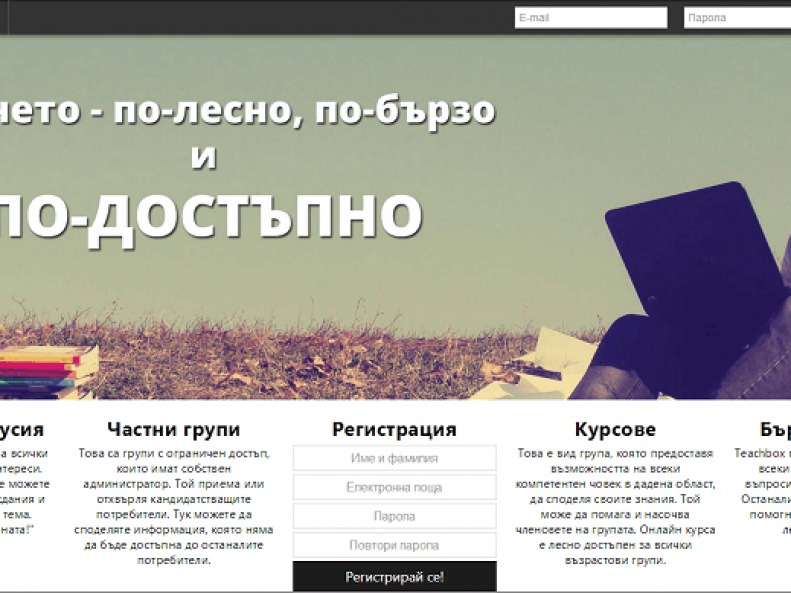 E-mail
Парола
чето - по-лесно, по-бързо
и
ПО-ДОСТЪПНО
усия
а всички
тереси.
е можете
ждания и
тема.
ната!"
Частни групи
Това са групи с ограничен достъп,
които имат собствен
администратор. Той приема или
отхвърля кандидатстващите
потребители. Тук можете да
споделяте информация, която няма
да бъде достъпна до останалите
потребители.
Регистрация
Име и фамилия
Електронна поща
Парола
Повтори парола
Регистрирай се!
Курсове
Това е вид група, която предоставя
възможността на всеки
компетентен човек в дадена област,
да споделя своите знания. Той
може да помага и насочва
членовете на групата. Онлайн курса
е лесно достъпен за всички
възрастови групи.
Бър
Teachbox
всеки
въпроси
Останали
помогн
ле